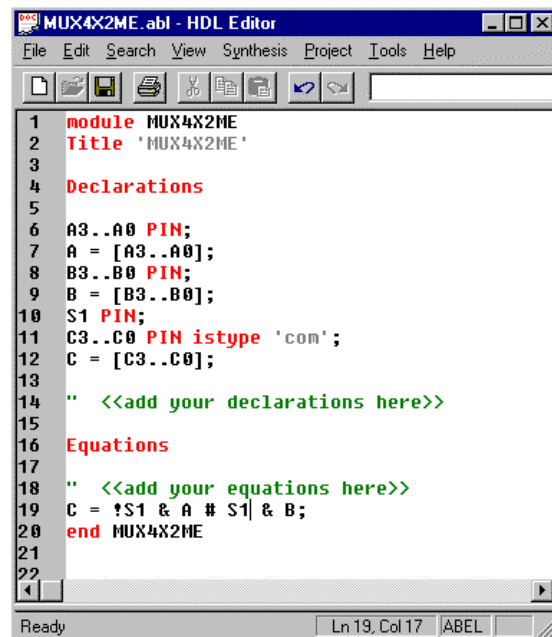 MUX4X2ME.abl - HDL Editor
File Edit Search View Synthesis Project Tools Help
1 module MUX4X2ME
2 Title 'MUX4X2ME'
3
4 Declarations
5
6 A3..A0 PIN;
7 A = [A3..A0];
8 B3..B0 PIN;
9 B = [B3..B0];
10 S1 PIN;
11 C3..C0 PIN istype 'com';
12 C = [C3..C0];
13
14 " <<add your declarations here>>
15
16 Equations
17
18 " <<add your equations here>>
19 C = !S1 & A # S1 & B;
20 end MUX4X2ME
21
22
Ready Ln 19, Col 17 ABEL